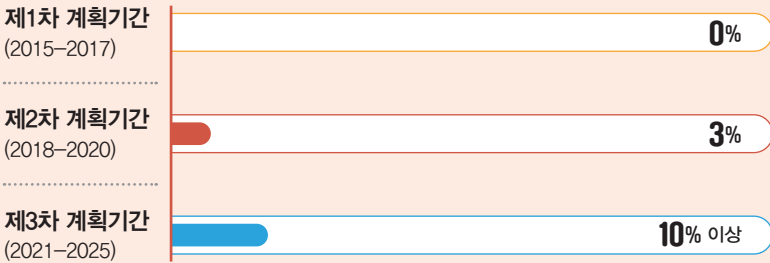 제1차 계획기간
(2015–2017)
0%
제2차 계획기간
(2018–2020)
3%
제3차 계획기간
(2021–2025)
10% 이상